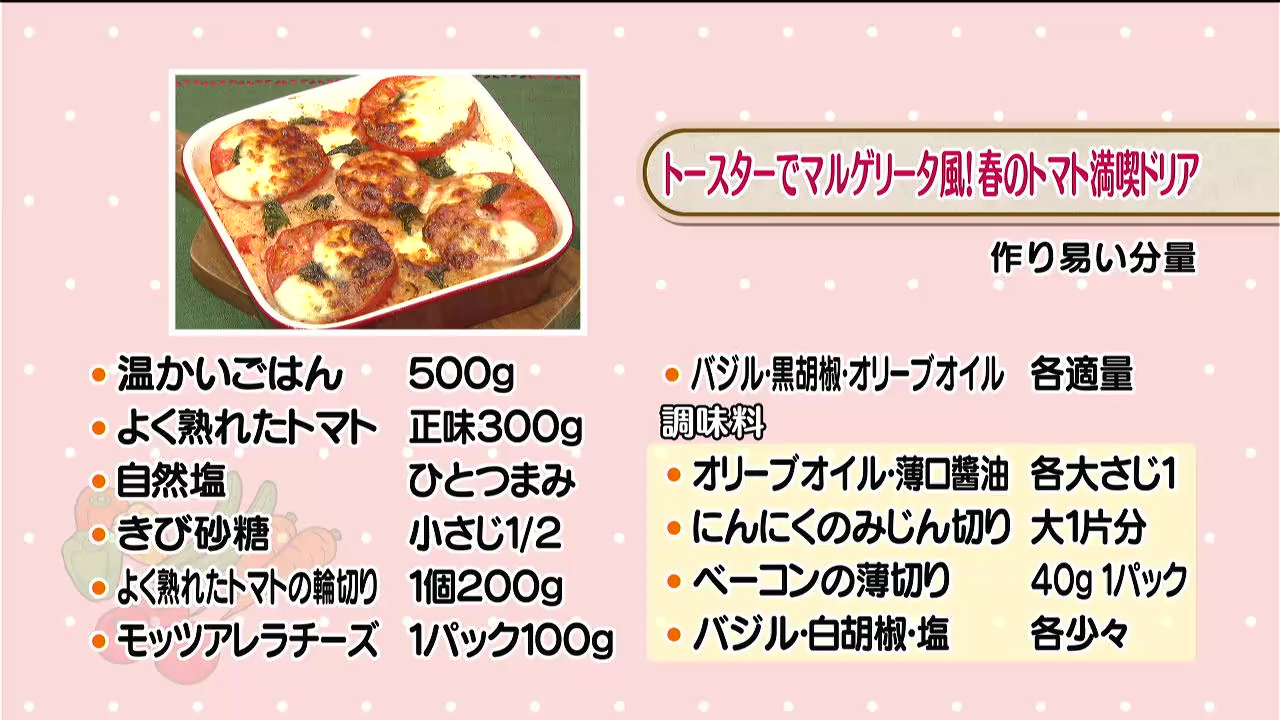 トースターでマルゲリータ風!春のトマト満喫ドリア
作り易い分量
●温かいごはん 500g
●よく熟れたトマト 正味300g
●自然塩 ひとつまみ
●きび砂糖 小さじ1/2
●よく熟れたトマトの輪切り 1個200g
●モッツアレラチーズ 1パック100g
●バジル・黒胡椒・オリーブオイル 各適量
調味料
●オリーブオイル・薄口醬油 各大さじ1
●にんにくのみじん切り 大1片分
●ベーコンの薄切り 40g 1パック
●バジル・白胡椒・塩 各少々